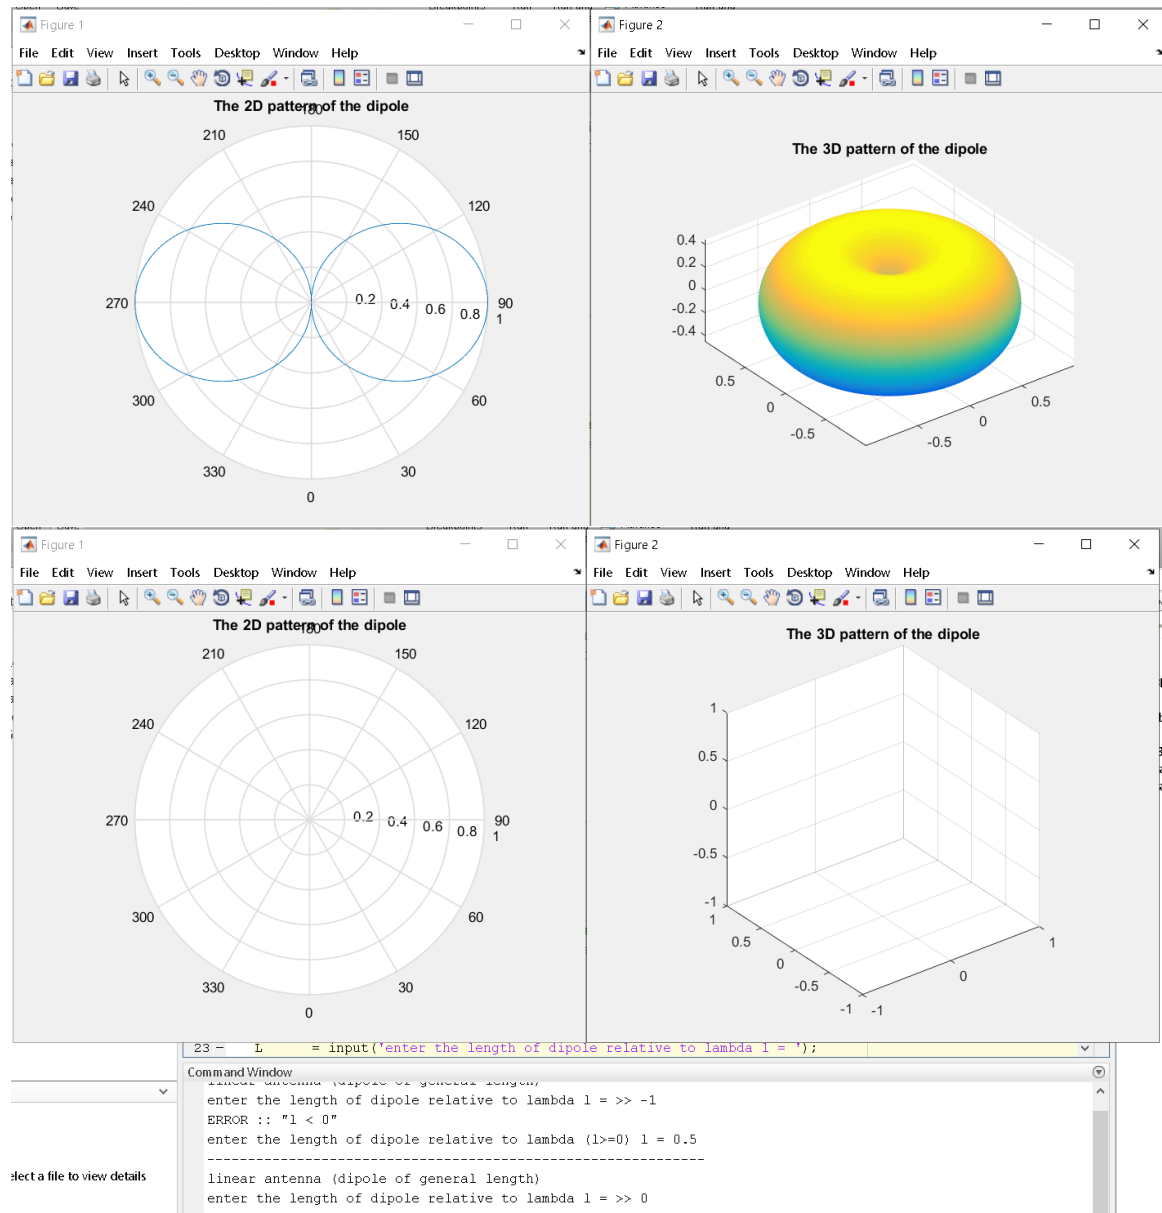 Figure 1
File Edit View Insert Tools Desktop Window Help
The 2D pattern of the dipole
180
210 150
240 120
270 0.2 0.4 0.6 0.8 90
1
300 60
330 30
0
Figure 2
File Edit View Insert Tools Desktop Window Help
The 3D pattern of the dipole
0.4
0.2
0
-0.2
-0.4
0.5
0
-0.5
-0.5
0
0.5
Figure 1
File Edit View Insert Tools Desktop Window Help
The 2D pattern of the dipole
180
210 150
240 120
270 0.2 0.4 0.6 0.8 90
1
300 60
330 30
0
Figure 2
File Edit View Insert Tools Desktop Window Help
The 3D pattern of the dipole
1
0.5
0
-0.5
-1
1
0.5
0
-0.5
-1
-1
0
1
23 - L = input('enter the length of dipole relative to lambda l = ');
Command Window
linear antenna (dipole of general length)
enter the length of dipole relative to lambda l = >> -1
ERROR :: "l < 0"
enter the length of dipole relative to lambda (l>=0) l = 0.5
-------------------------------------------------------------
linear antenna (dipole of general length)
enter the length of dipole relative to lambda l = >> 0
elect a file to view details